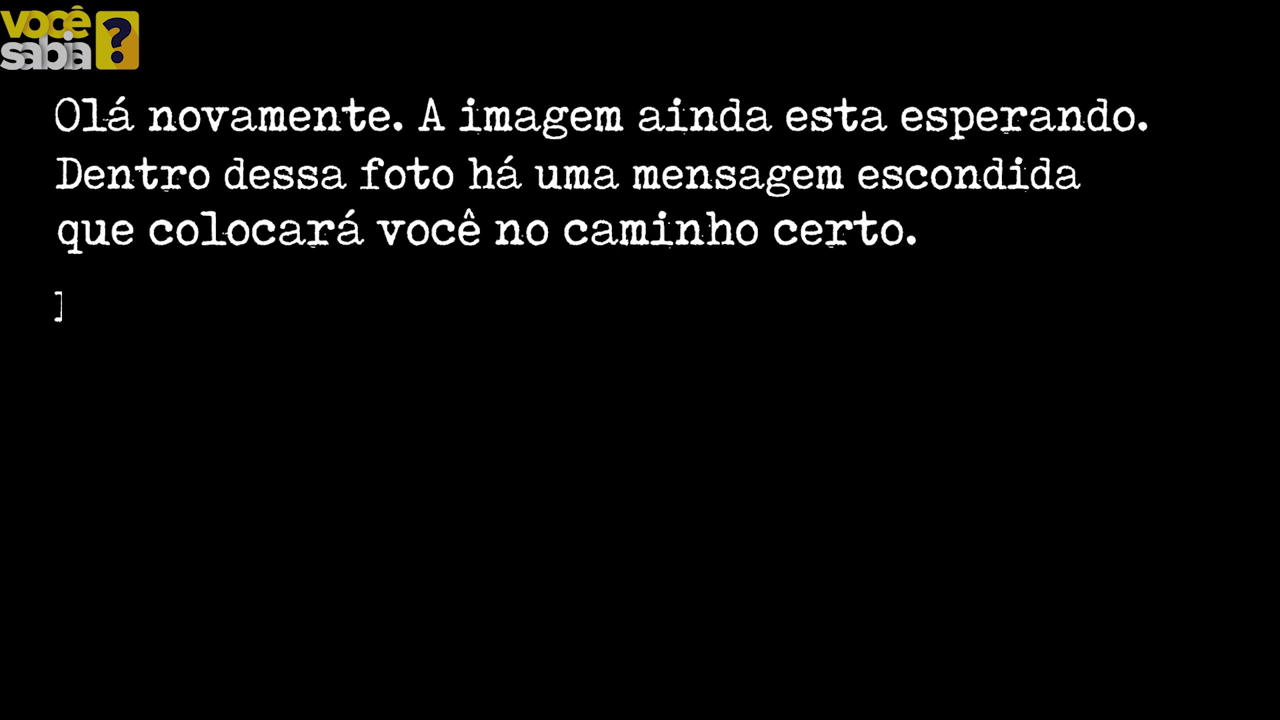 você
sabia ?
Olá novamente. A imagem ainda esta esperando.
Dentro dessa foto há uma mensagem escondida
que colocará você no caminho certo.